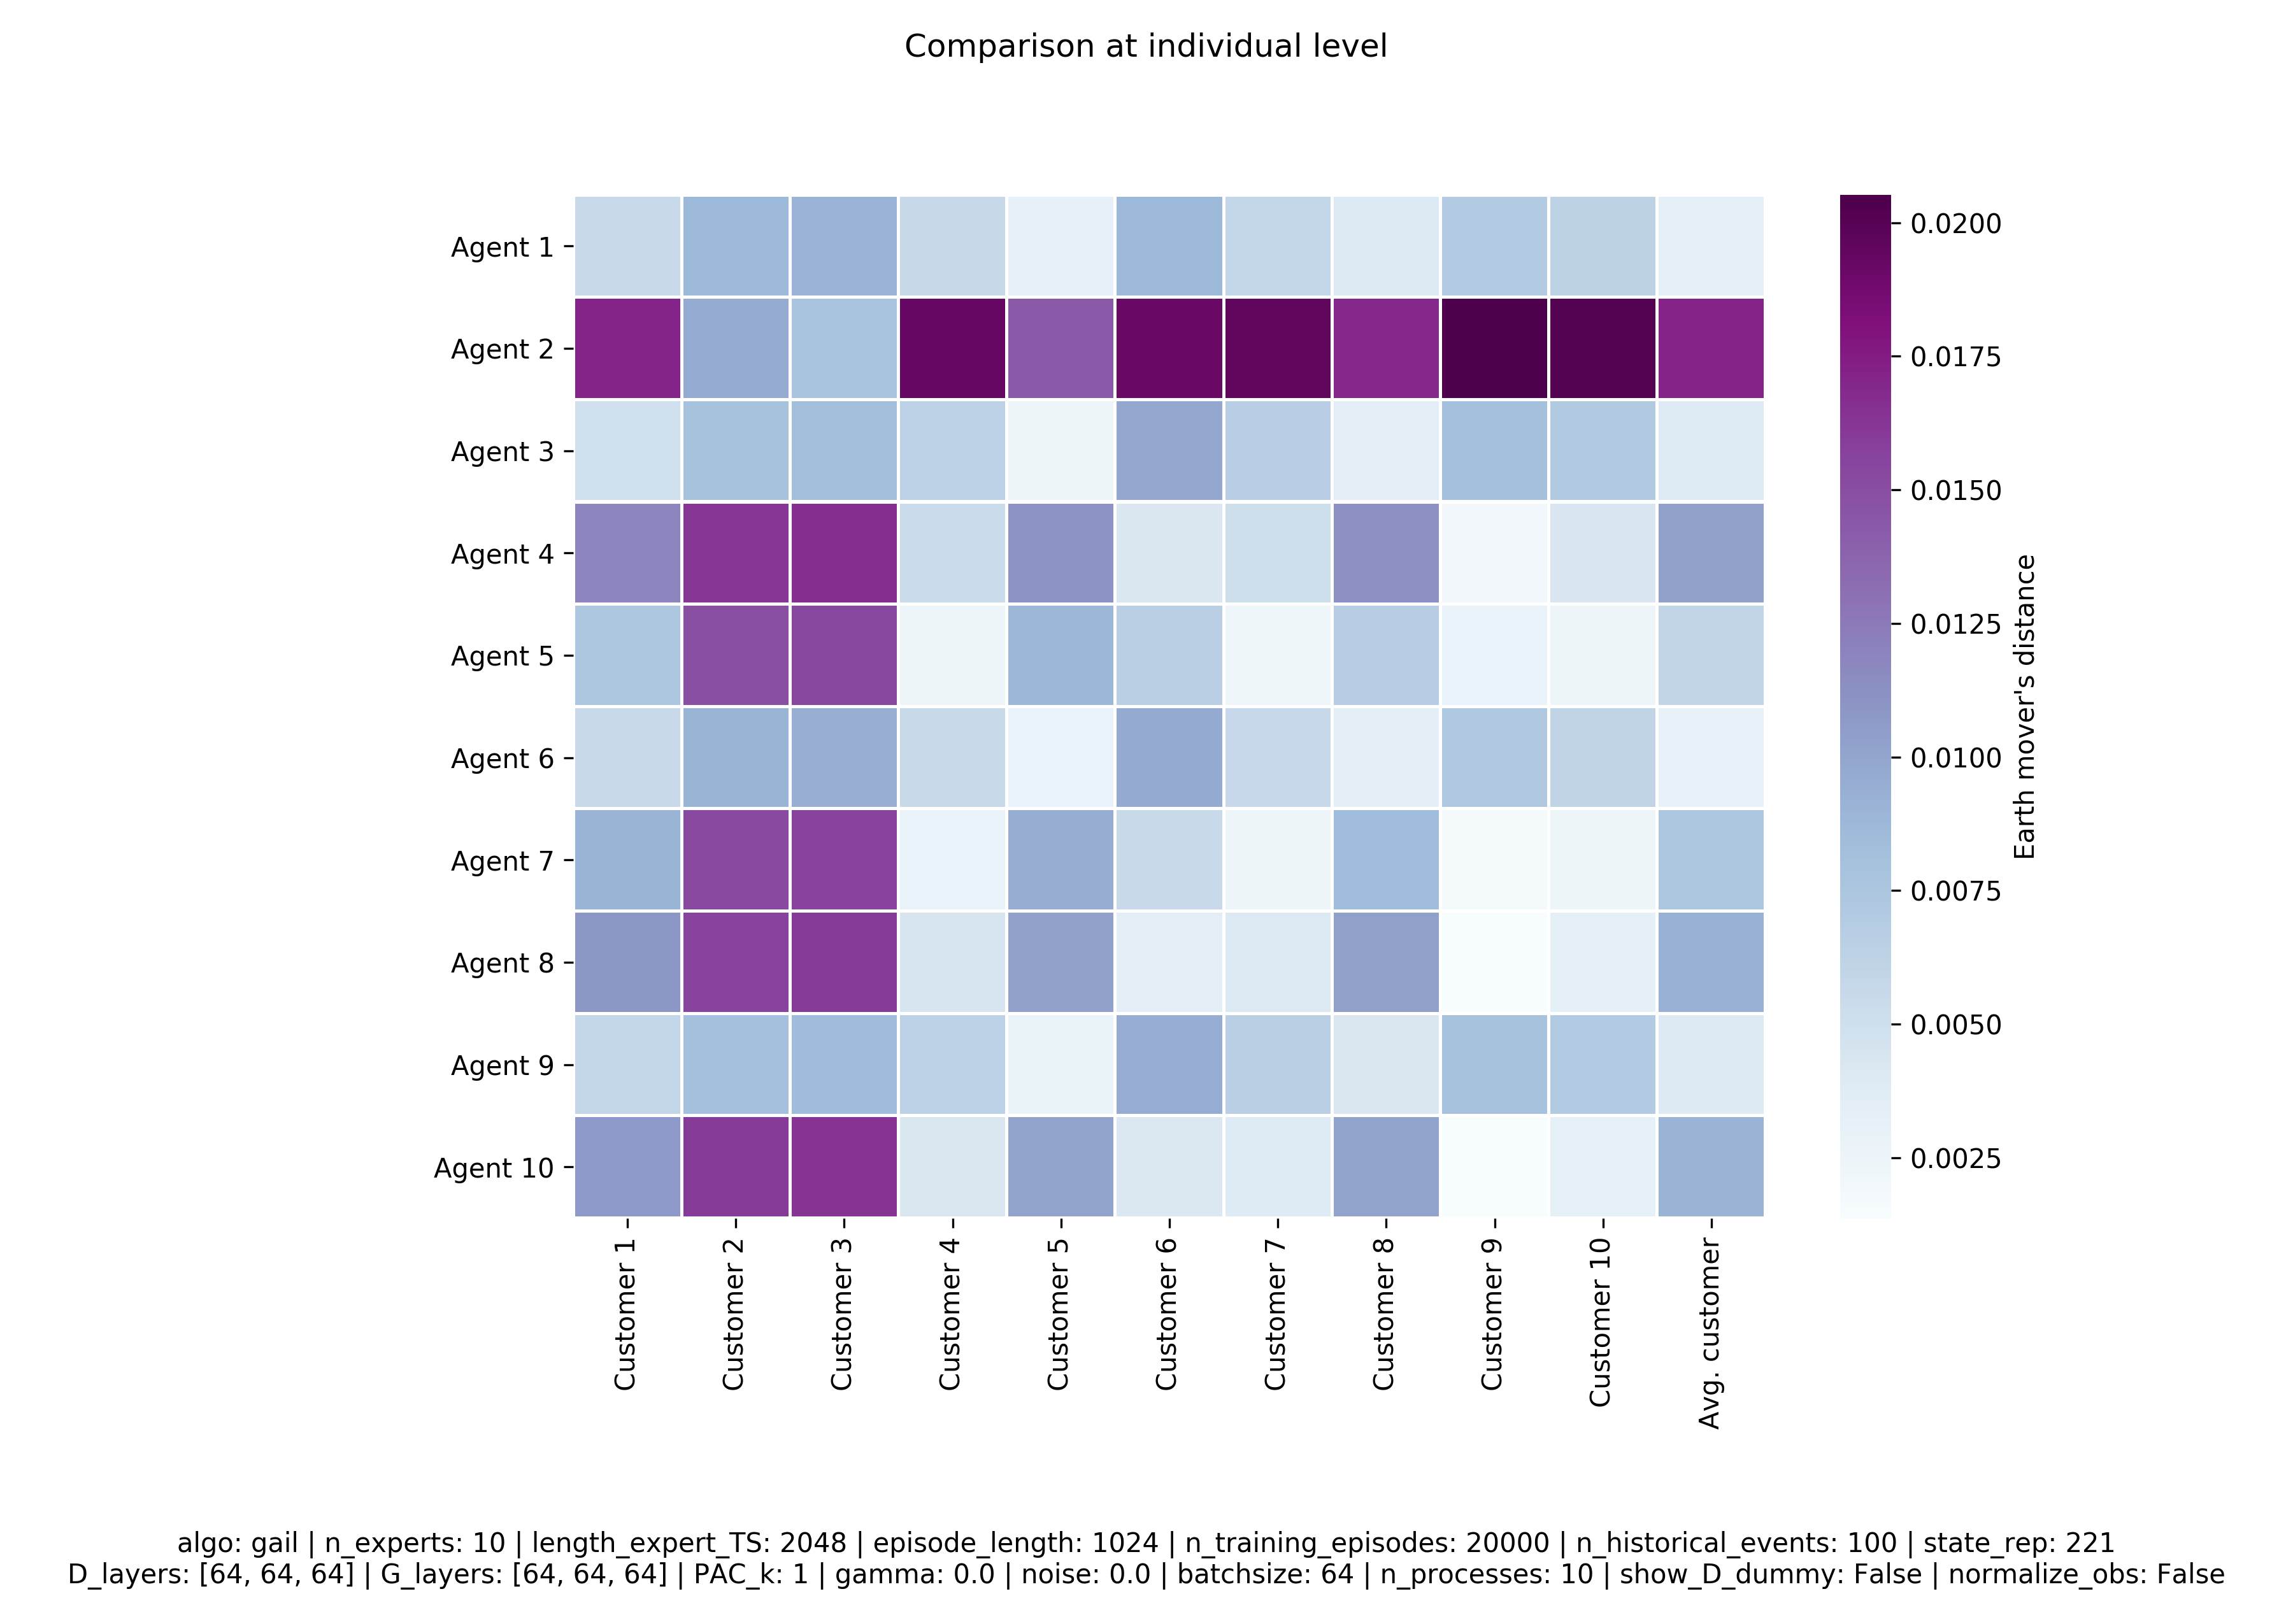 Comparison at individual level
Agent 1
Agent 2
Agent 3
Agent 4
Agent 5
Agent 6
Agent 7
Agent 8
Agent 9
Agent 10
Customer 1
Customer 2
Customer 3
Customer 4
Customer 5
Customer 6
Customer 7
Customer 8
Customer 9
Customer 10
Avg. customer
0.0200
0.0175
0.0150
0.0125
0.0100
0.0075
0.0050
0.0025
Earth mover's distance
algo: gail | n_experts: 10 | length_expert_TS: 2048 | episode_length: 1024 | n_training_episodes: 20000 | n_historical_events: 100 | state_rep: 221
D_layers: [64, 64, 64] | G_layers: [64, 64, 64] | PAC_k: 1 | gamma: 0.0 | noise: 0.0 | batchsize: 64 | n_processes: 10 | show_D_dummy: False | normalize_obs: False